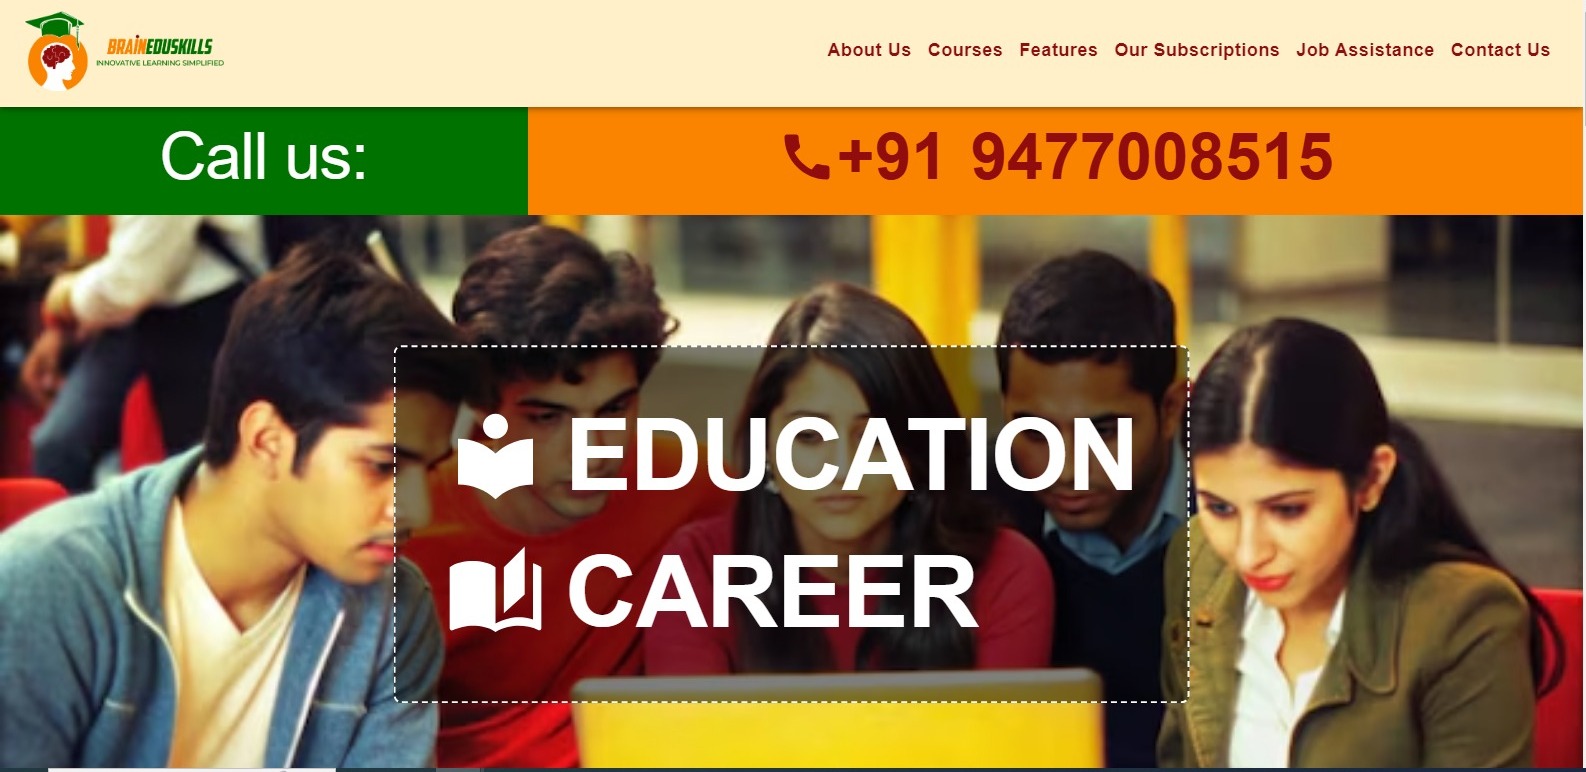 BRAINEDUSKILLS
INNOVATIVE LEARNING SIMPLIFIED
About Us Courses Features Our Subscriptions Job Assistance Contact Us
Call us: +91 9477008515
EDUCATION
CAREER